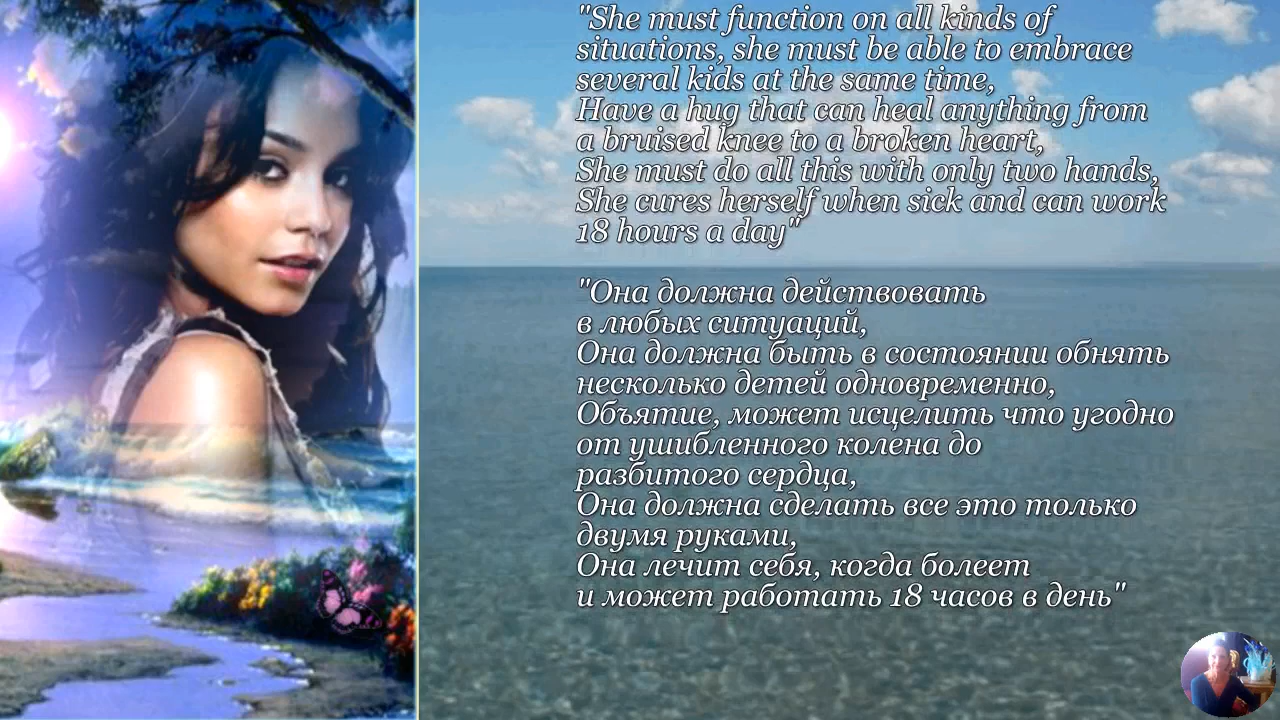 "She must function on all kinds of
situations, she must be able to embrace
several kids at the same time,
Have a hug that can heal anything from
a bruised knee to a broken heart,
She must do all this with only two hands,
She cures herself when sick and can work
18 hours a day"
"Она должна действовать
в любых ситуаций,
Она должна быть в состоянии обнять
несколько детей одновременно,
Объятие, может исцелить что угодно
от ушибленного колена до
разбитого сердца,
Она должна сделать все это только
двумя руками,
Она лечит себя, когда болеет
и может работать 18 часов в день"